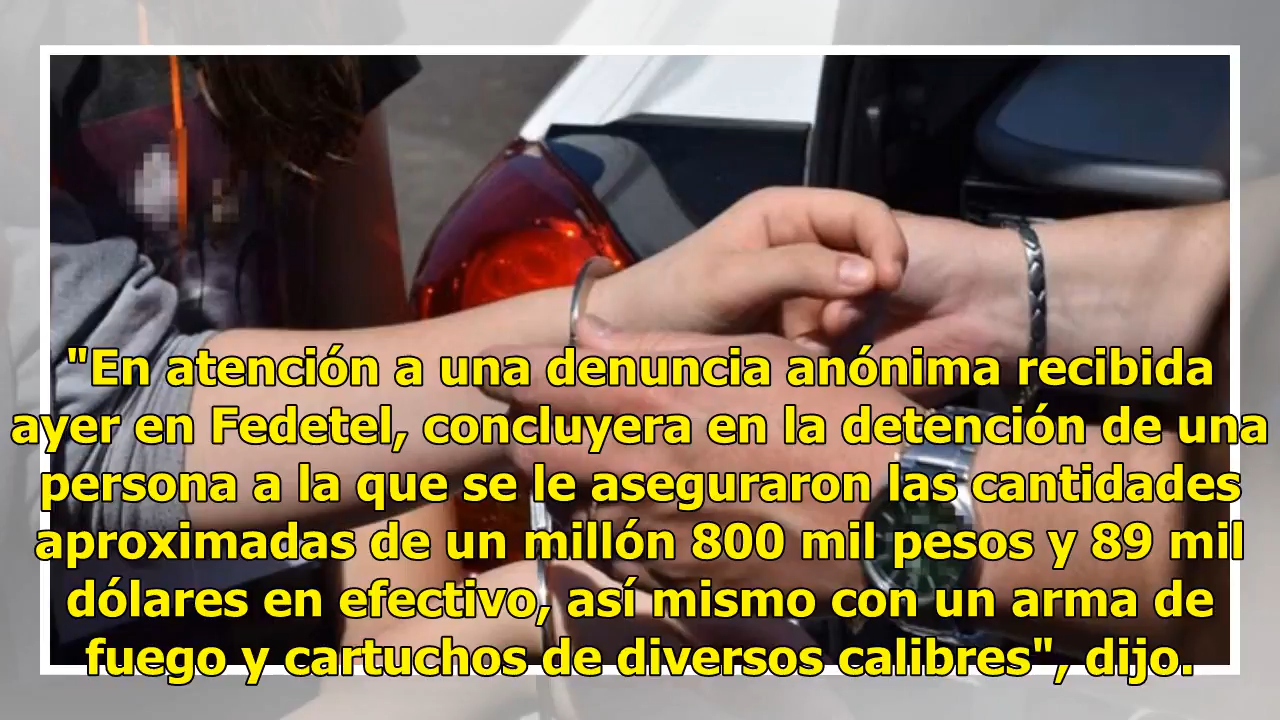 "En atención a una denuncia anónima recibida
ayer en Fedetel, concluyera en la detención de una
persona a la que se le aseguraron las cantidades
aproximadas de un millón 800 mil pesos y 89 mil
dólares en efectivo, así mismo con un arma de
fuego y cartuchos de diversos calibres", dijo.